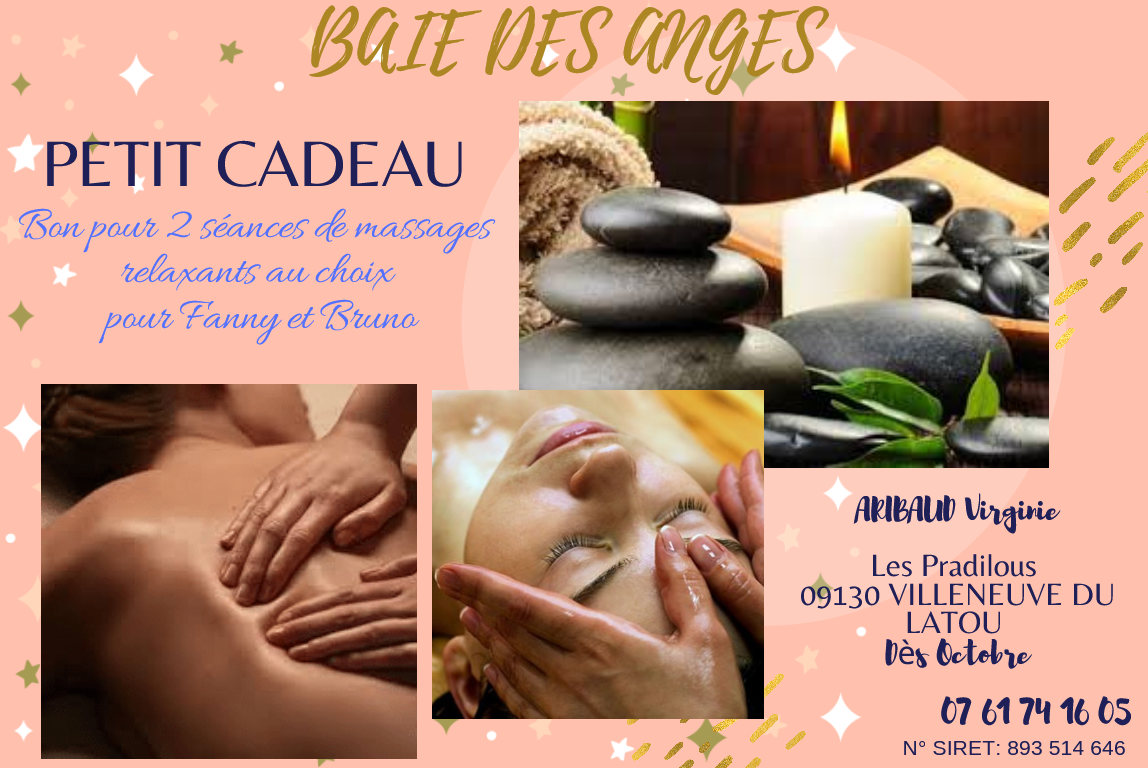 BAIE DES ANGES
PETIT CADEAU
Bon pour 2 séances de massages
relaxants au choix
pour Fanny et Bruno
ARIBAUD Virginie
Les Pradilous
09130 VILLENEUVE DU
LATOU
Dès Octobre
07 61 74 16 05
N° SIRET: 893 514 646